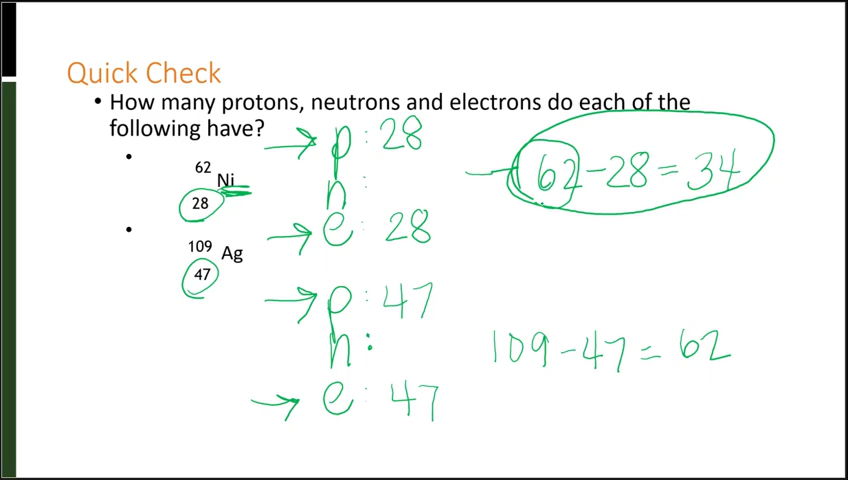 Quick Check
• How many protons, neutrons and electrons do each of the
following have?
p: 28
62 - 28 = 34
•
62
Ni
28
n:
e: 28
•
109
Ag
47
p: 47
n:
109 - 47 = 62
e: 47